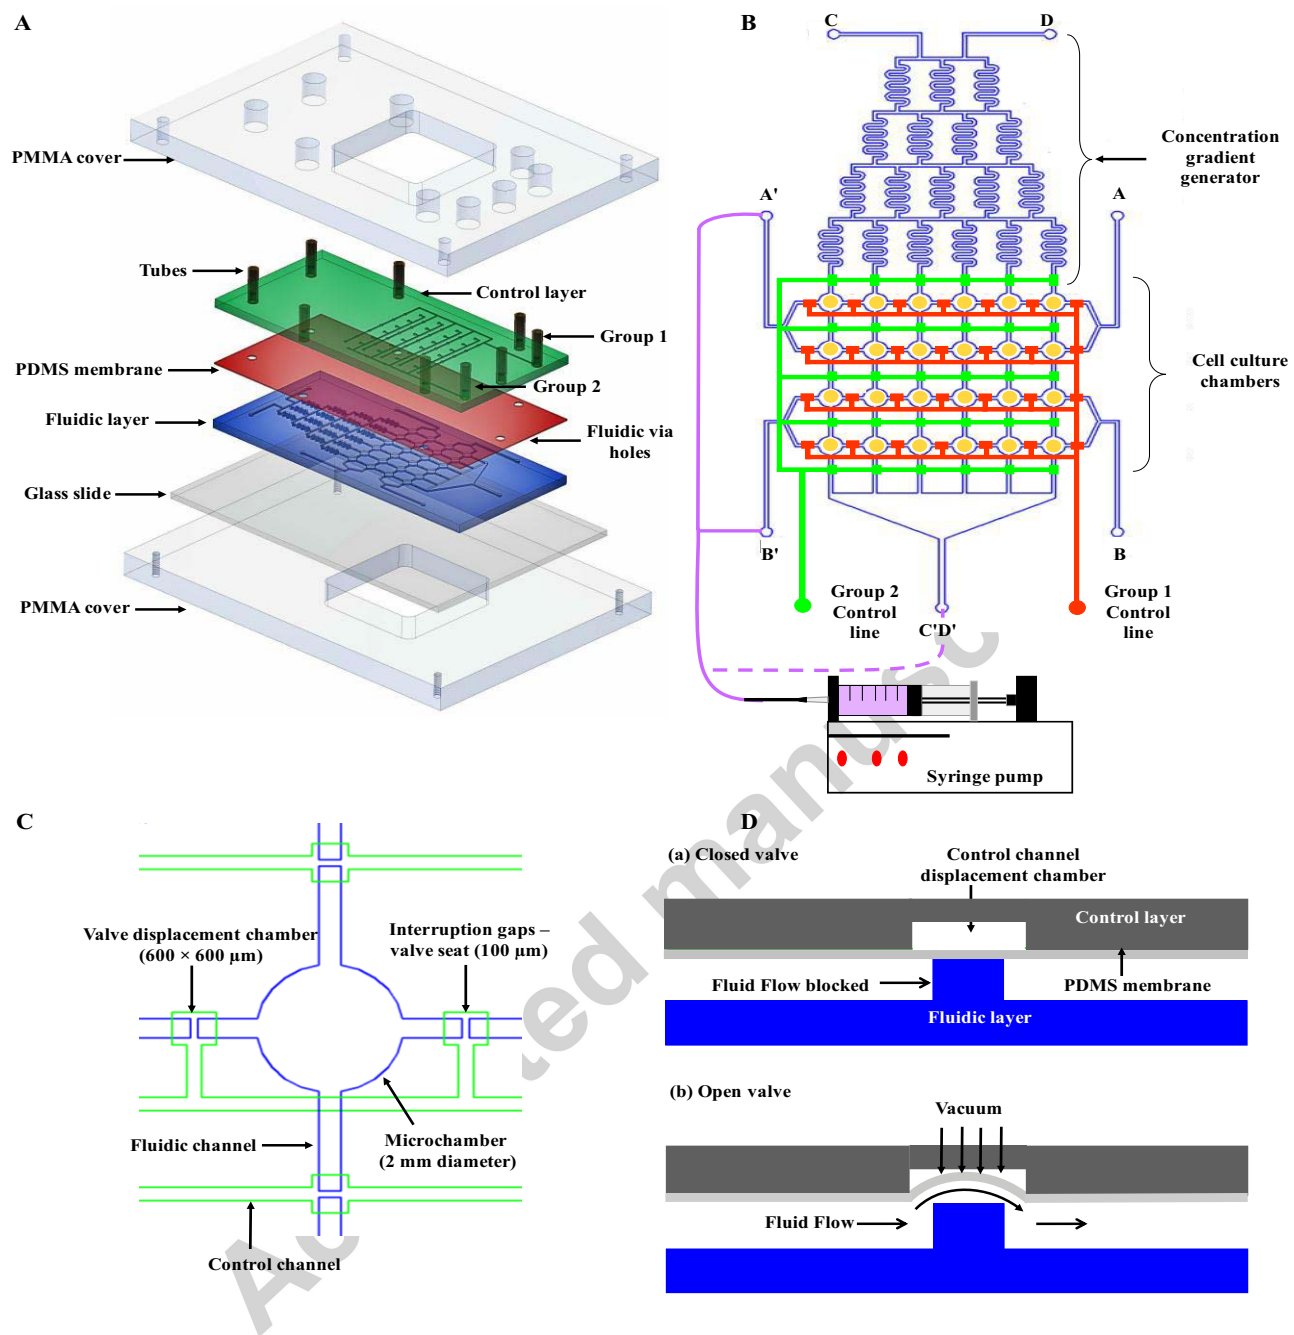 A
PMMA cover
Tubes
Control layer
Group 1
PDMS membrane
Group 2
Fluidic layer
Fluidic via
holes
Glass slide
PMMA cover
B
C
D
Concentration
gradient
generator
A'
A
Cell culture
chambers
B'
B
Group 2
Control
line
C'D'
Group 1
Control
line
Syringe pump
C
Valve displacement chamber
(600 × 600 μm)
Interruption gaps –
valve seat (100 μm)
Fluidic channel
Microchamber
(2 mm diameter)
Control channel
D
(a) Closed valve
Control channel
displacement chamber
Control layer
Fluid Flow blocked
PDMS membrane
Fluidic layer
(b) Open valve
Vacuum
Fluid Flow